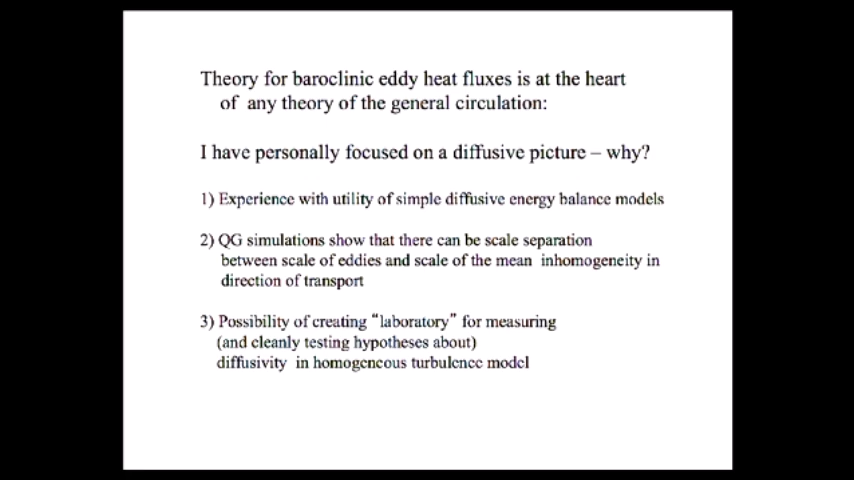 Theory for baroclinic eddy heat fluxes is at the heart
of any theory of the general circulation:
I have personally focused on a diffusive picture – why?
1) Experience with utility of simple diffusive energy balance models
2) QG simulations show that there can be scale separation
between scale of eddies and scale of the mean inhomogeneity in
direction of transport
3) Possibility of creating "laboratory" for measuring
(and cleanly testing hypotheses about)
diffusivity in homogeneous turbulence model